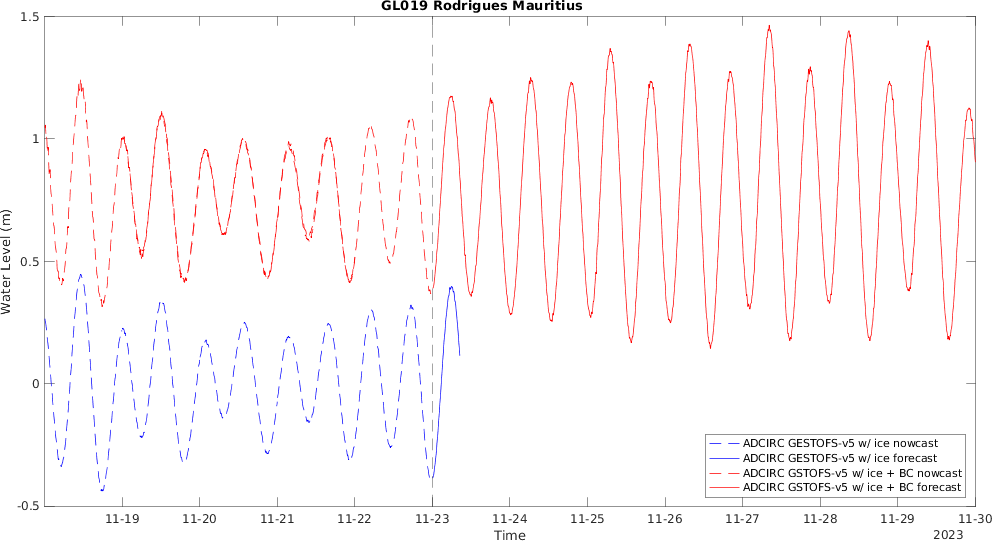 GL019 Rodrigues Mauritius
1.5
1
0.5
0
-0.5
Water Level (m)
11-19 11-20 11-21 11-22 11-23 11-24 11-25 11-26 11-27 11-28 11-29 11-30
Time
2023
ADCIRC GESTOFS-v5 w/ ice nowcast
ADCIRC GESTOFS-v5 w/ ice forecast
ADCIRC GSTOFS-v5 w/ ice + BC nowcast
ADCIRC GSTOFS-v5 w/ ice + BC forecast